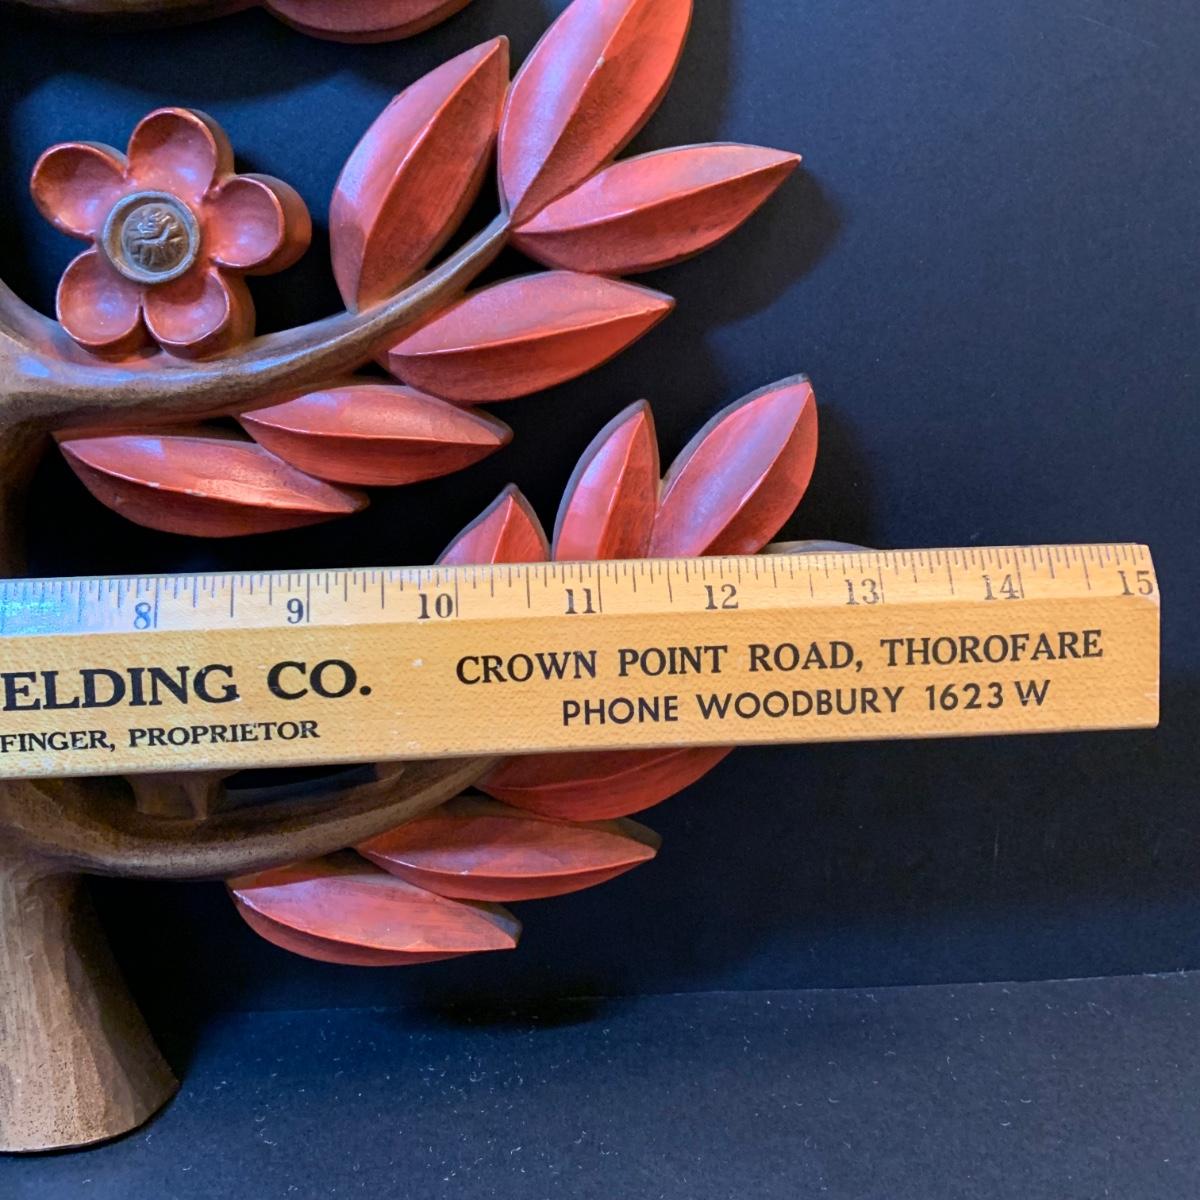 8 9 10 11 12 13 14 15
ELDING CO.
FINGER, PROPRIETOR
CROWN POINT ROAD, THOROFARE
PHONE WOODBURY 1623 W